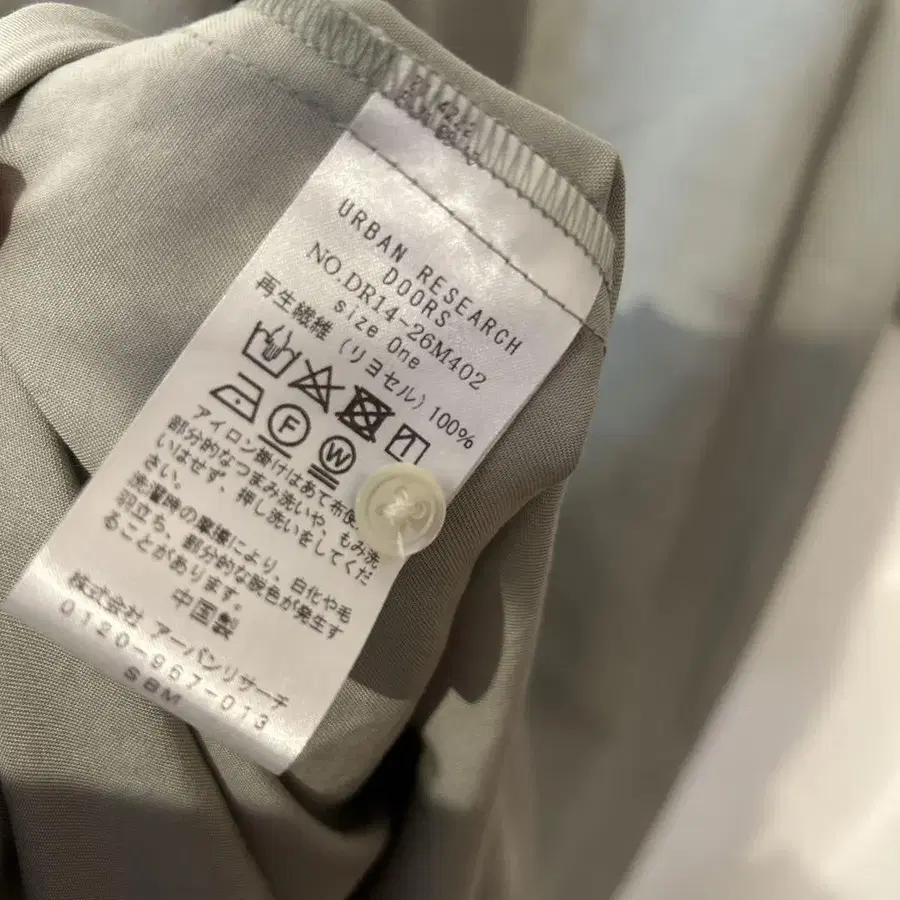 URBAN RESEARCH
DOORS
NO.DR14-26M402
size One
再生繊維 (リヨセル) 100%
F
W
アイロン掛けはあて布使
部分的なつまみ洗いや、もみ洗
いはせず、押し洗いをしてくだ
さい。
洗濯時の摩擦により、白化や毛
羽立ち、部分的な脱色が発生す
ることがあります。
中国製
株式会社 アーバンリサーチ
0120-967-013
SBM